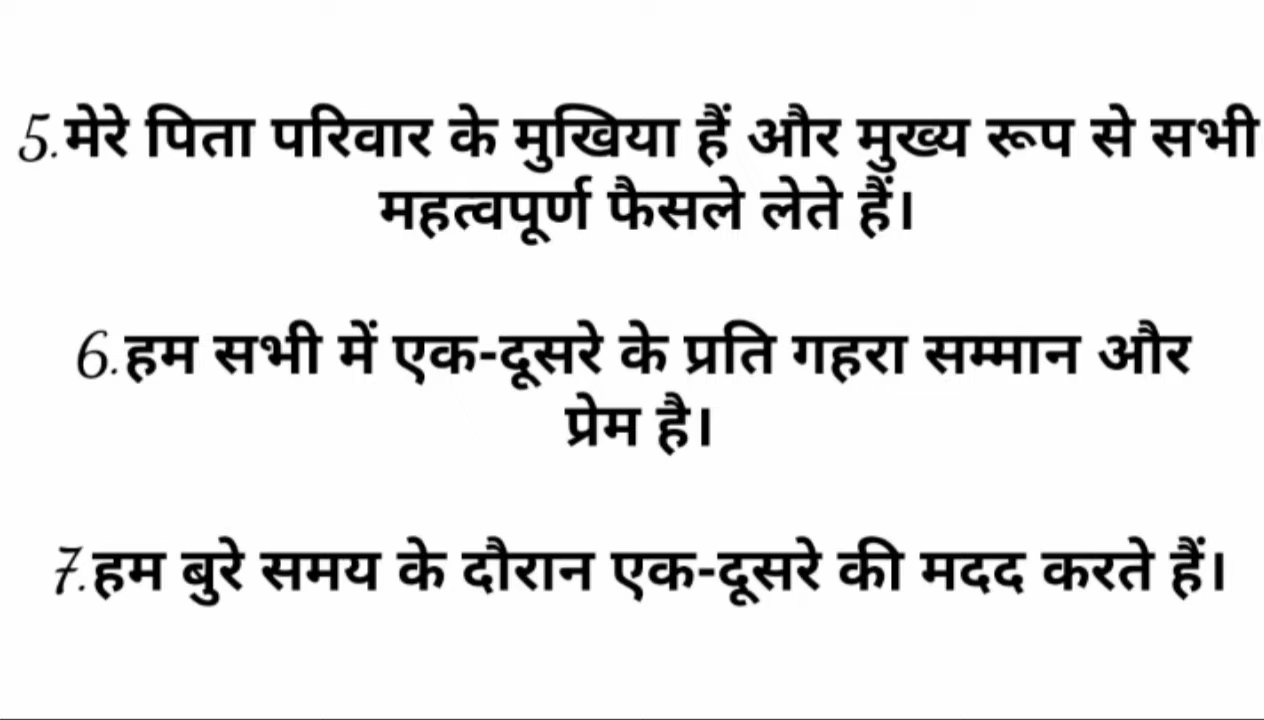 5.मेरे पिता परिवार के मुखिया हैं और मुख्य रूप से सभी
महत्वपूर्ण फैसले लेते हैं।
6.हम सभी में एक-दूसरे के प्रति गहरा सम्मान और
प्रेम है।
7.हम बुरे समय के दौरान एक-दूसरे की मदद करते हैं।